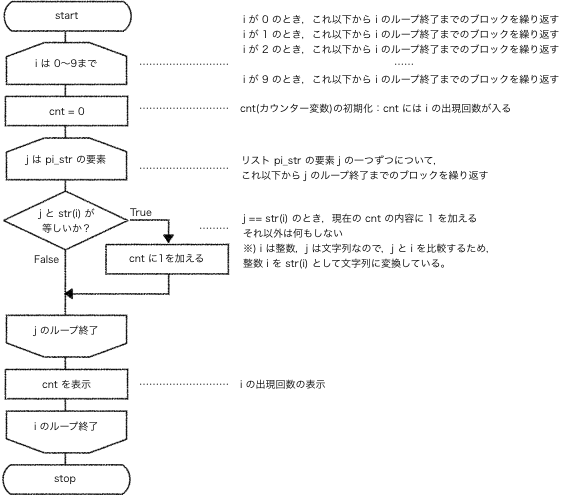 start
i が 0 のとき，これ以下から i のループ終了までのブロックを繰り返す
i が 1 のとき，これ以下から i のループ終了までのブロックを繰り返す
i が 2 のとき，これ以下から i のループ終了までのブロックを繰り返す
……
i が 9 のとき，これ以下から i のループ終了までのブロックを繰り返す
i は 0〜9まで
cnt = 0
cnt(カウンター変数)の初期化：cnt には i の出現回数が入る
j は pi_str の要素
リスト pi_str の要素 j の一つずつについて，
これ以下から j のループ終了までのブロックを繰り返す
j と str(i) が
等しいか？
True
False
cnt に1を加える
j == str(i) のとき，現在の cnt の内容に 1 を加える
それ以外は何もしない
※) i は整数，j は文字列なので，j と i を比較するため，
整数 i を str(i) として文字列に変換している。
j のループ終了
cnt を表示
i の出現回数の表示
i のループ終了
stop